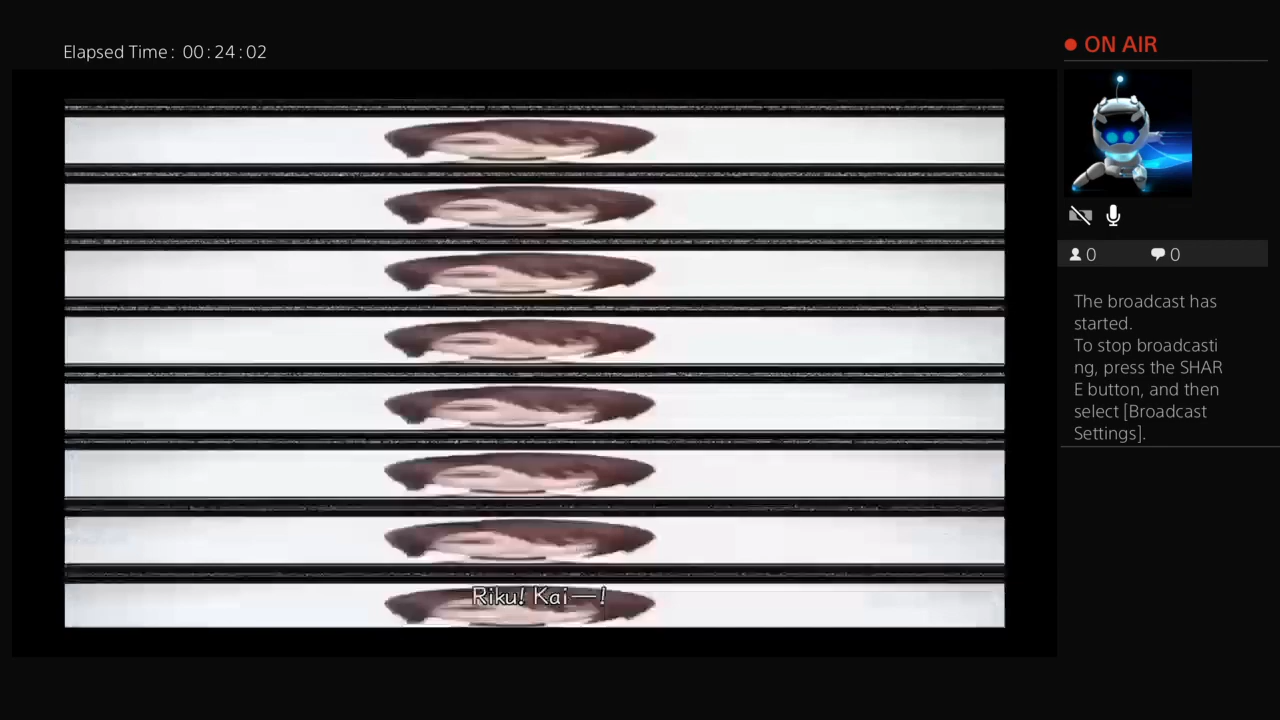 Elapsed Time: 00:24:02
ON AIR
0 0
The broadcast has
started.
To stop broadcasti
ng, press the SHAR
E button, and then
select [Broadcast
Settings].
Riku! Kai—!